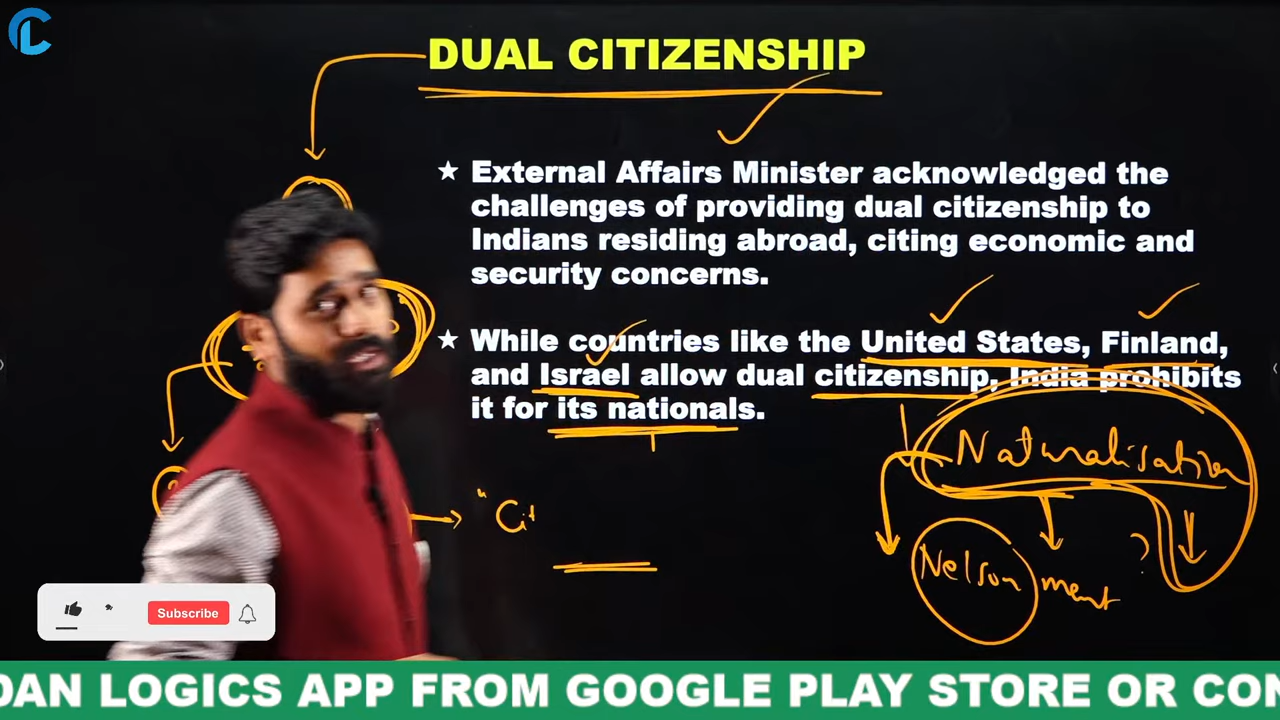 DUAL CITIZENSHIP
★ External Affairs Minister acknowledged the
challenges of providing dual citizenship to
Indians residing abroad, citing economic and
security concerns.
★ While countries like the United States, Finland,
and Israel allow dual citizenship, India prohibits
it for its nationals.
Naturalisation
"Cit
?
Nelson ment
Subscribe
DAN LOGICS APP FROM GOOGLE PLAY STORE OR CON